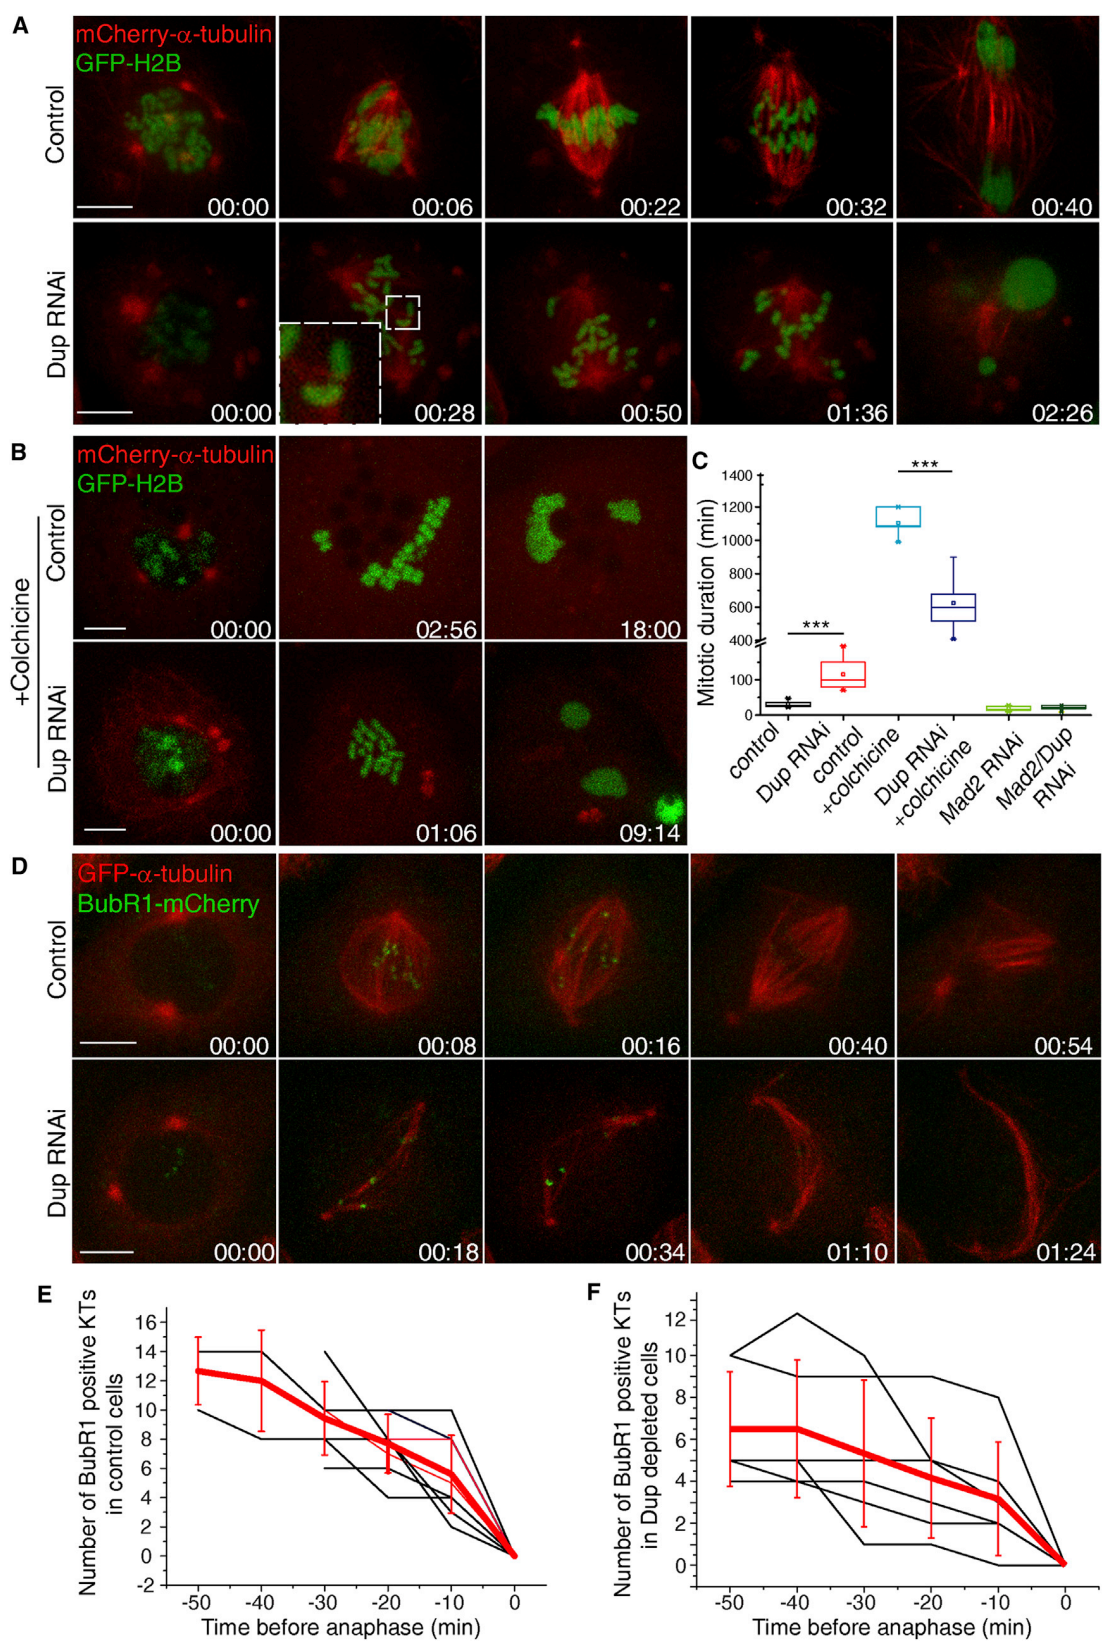 A
mCherry-α-tubulin
GFP-H2B
Control
00:00
00:06
00:22
00:32
00:40
Dup RNAi
00:00
00:28
00:50
01:36
02:26
B
mCherry-α-tubulin
GFP-H2B
+Colchicine
Control
00:00
02:56
18:00
Dup RNAi
00:00
01:06
09:14
C
Mitotic duration (min)
1400
1200
1000
800
600
400
100
0
***
***
control
Dup RNAi
control
+colchicine
Dup RNAi
+colchicine
Mad2 RNAi
Mad2/Dup
RNAi
D
GFP-α-tubulin
BubR1-mCherry
Control
00:00
00:08
00:16
00:40
00:54
Dup RNAi
00:00
00:18
00:34
01:10
01:24
E
Number of BubR1 positive KTs
in control cells
16
14
12
10
8
6
4
2
0
-2
-50 -40 -30 -20 -10 0
Time before anaphase (min)
F
Number of BubR1 positive KTs
in Dup depleted cells
12
10
8
6
4
2
0
-50 -40 -30 -20 -10 0
Time before anaphase (min)